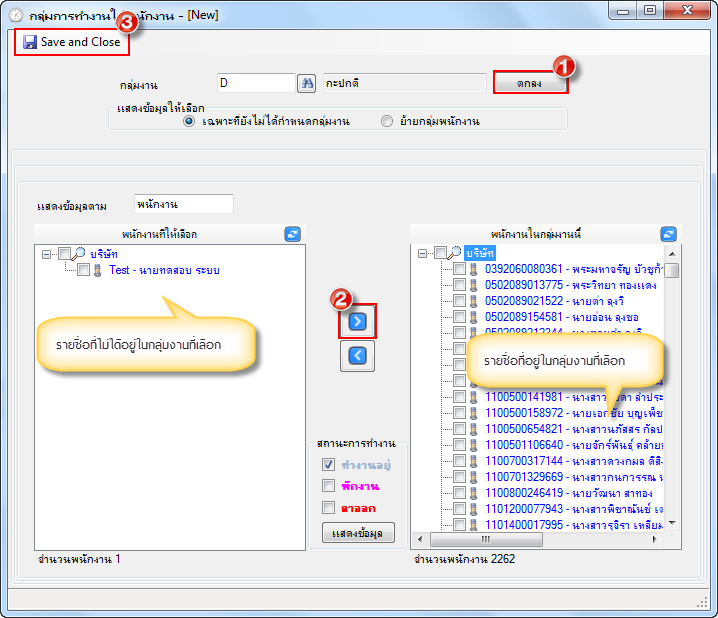 กลุ่มการทำงานให้ นักงาน - [New]
3
Save and Close
กลุ่มงาน D กะปกติ ตกลง
1
แสดงข้อมูลให้เลือก
เฉพาะที่ยังไม่ได้กำหนดกลุ่มงาน ย้ายกลุ่มพนักงาน
แสดงข้อมูลตาม พนักงาน
พนักงานที่ให้เลือก
บริษัท
Test - นายทดสอบ ระบบ
รายชื่อที่ไม่ได้อยู่ในกลุ่มงานที่เลือก
จำนวนพนักงาน 1
2
สถานะการทำงาน
ทำงานอยู่
พักงาน
ลาออก
แสดงข้อมูล
พนักงานในกลุ่มงานนี้
บริษัท
0392060080361 - พระมหาจรัญ บัวชูก้
0502089013775 - พระวิทยา ทองแดง
0502089021522 - นายต่า ลุงวิ
0502089154581 - นายอ่อน ลุงซอ
รายชื่อที่อยู่ในกลุ่มงานที่เลือก
1100500141981 - นางสาว
1100500158972 - นายเอกชัย บุญเพ็ช
1100500654821 - นางสาวนภัสสร กัลป
1100501106640 - นายจักร์พันธุ์ คล้าย
1100700317144 - นางสาวดวงกมล ดีสิ
1100701329669 - นางสาวกนกวรรณ
1100800246419 - นายวัฒนา สาทอง
1101200077943 - นางสาวพิชาณันช์ เด
1101400017995 - นางสาวรุจิรา เหลียม
จำนวนพนักงาน 2262